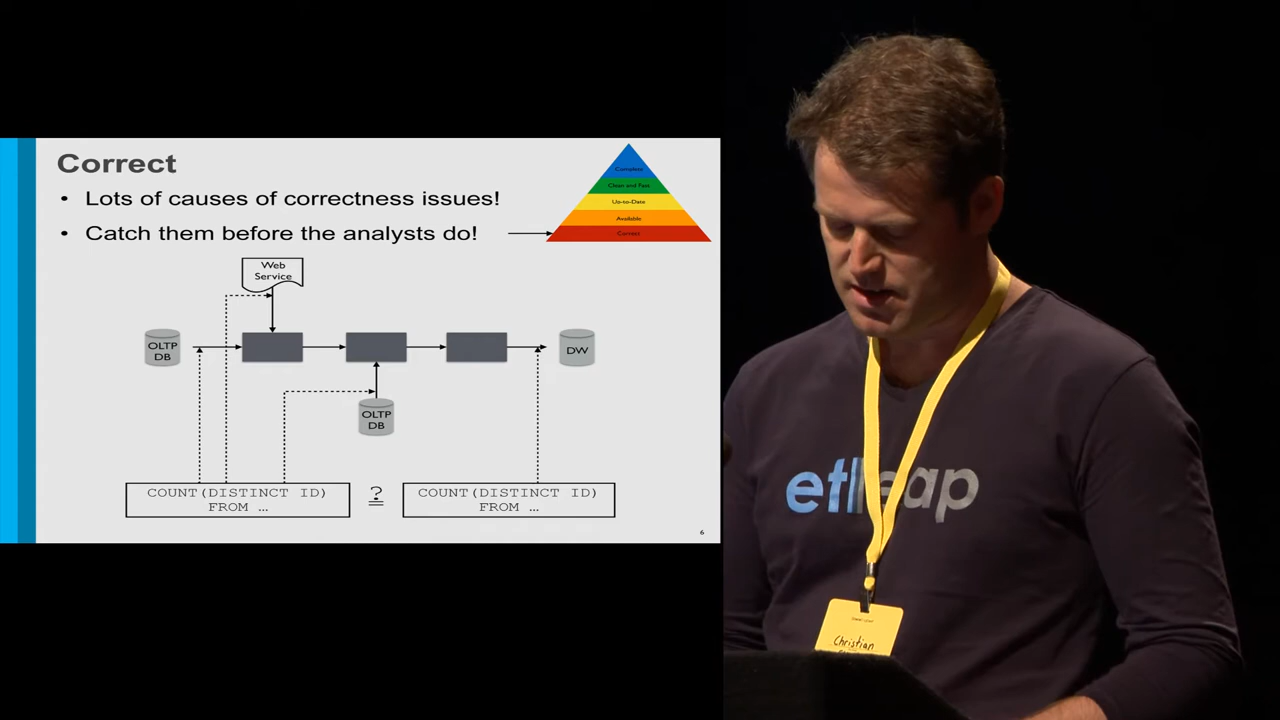 Correct
• Lots of causes of correctness issues!
• Catch them before the analysts do!
Complete
Clean and Fast
Up-to-Date
Available
Correct
Web
Service
OLTP
DB
DW
OLTP
DB
COUNT(DISTINCT ID)
FROM …
?
=
COUNT(DISTINCT ID)
FROM …
6
etleap
Christian